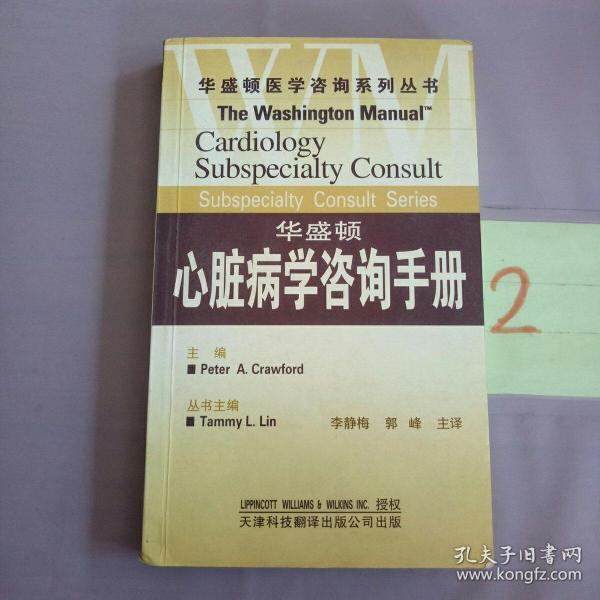 WM
华盛顿医学咨询系列丛书
The Washington Manual™
Cardiology
Subspecialty Consult
Subspecialty Consult Series
华盛顿
心脏病学咨询手册
2
主 编
■ Peter A. Crawford
丛书主编
■ Tammy L. Lin
李静梅 郭 峰 主译
LIPPINCOTT WILLIAMS & WILKINS INC. 授权
天津科技翻译出版公司出版
孔夫子旧书网
www.kongfz.com